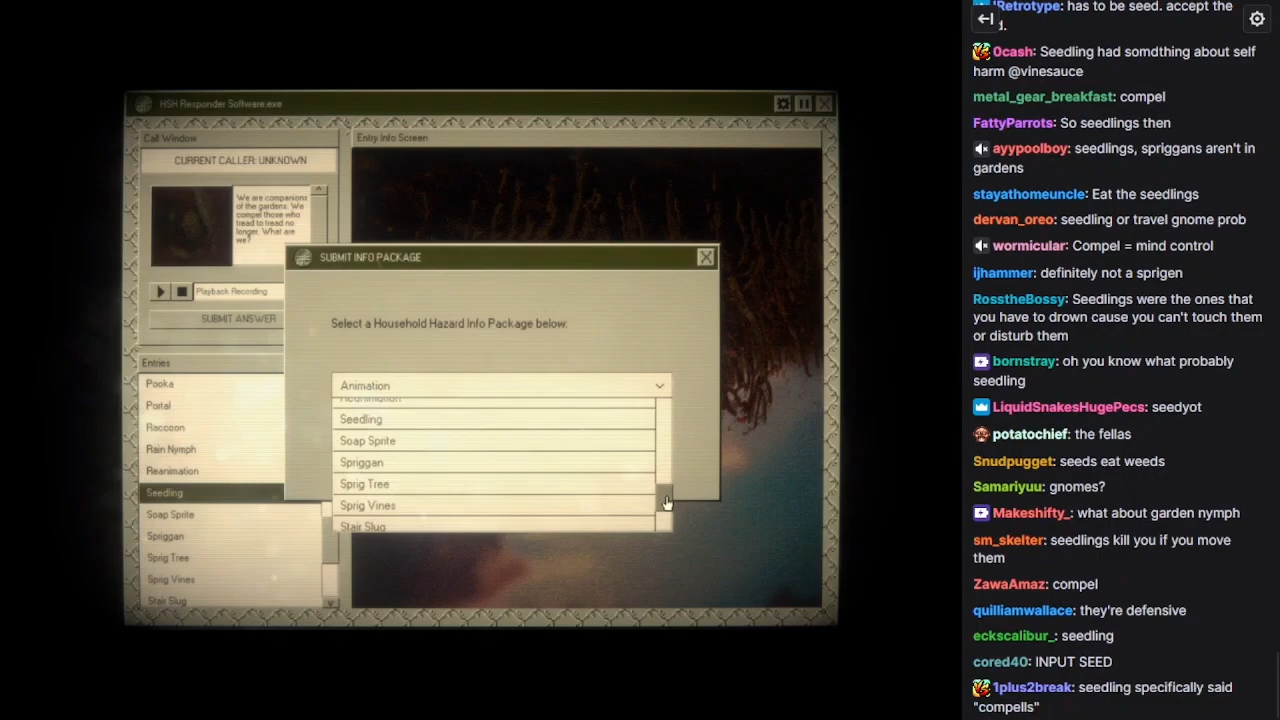 HSH Responder Software.exe
Call Window
CURRENT CALLER: UNKNOWN
We are companions
of the gardens. We
compel those who
tread to tread no
longer. What are
we?
Playback Recording
SUBMIT ANSWER
Entries
Pooka
Portal
Raccoon
Rain Nymph
Reanimation
Seedling
Soap Sprite
Spriggan
Sprig Tree
Sprig Vines
Stair Slug
Entry Info Screen
SUBMIT INFO PACKAGE
Select a Household Hazard Info Package below:
Animation
Reanimation
Seedling
Soap Sprite
Spriggan
Sprig Tree
Sprig Vines
Stair Slug
Retrotype: has to be seed. accept the
d.
0cash: Seedling had somdthing about self
harm @vinesauce
metal_gear_breakfast: compel
FattyParrots: So seedlings then
ayypoolboy: seedlings, spriggans aren't in
gardens
stayathomeuncle: Eat the seedlings
dervan_oreo: seedling or travel gnome prob
wormicular: Compel = mind control
ijhammer: definitely not a sprigen
RosstheBossy: Seedlings were the ones that
you have to drown cause you can't touch them
or disturb them
bornstray: oh you know what probably
seedling
LiquidSnakesHugePecs: seedyot
potatochief: the fellas
Snudpugget: seeds eat weeds
Samariyuu: gnomes?
Makeshifty_: what about garden nymph
sm_skelter: seedlings kill you if you move
them
ZawaAmaz: compel
quilliamwallace: they're defensive
eckscalibur_: seedling
cored40: INPUT SEED
1plus2break: seedling specifically said
"compells"